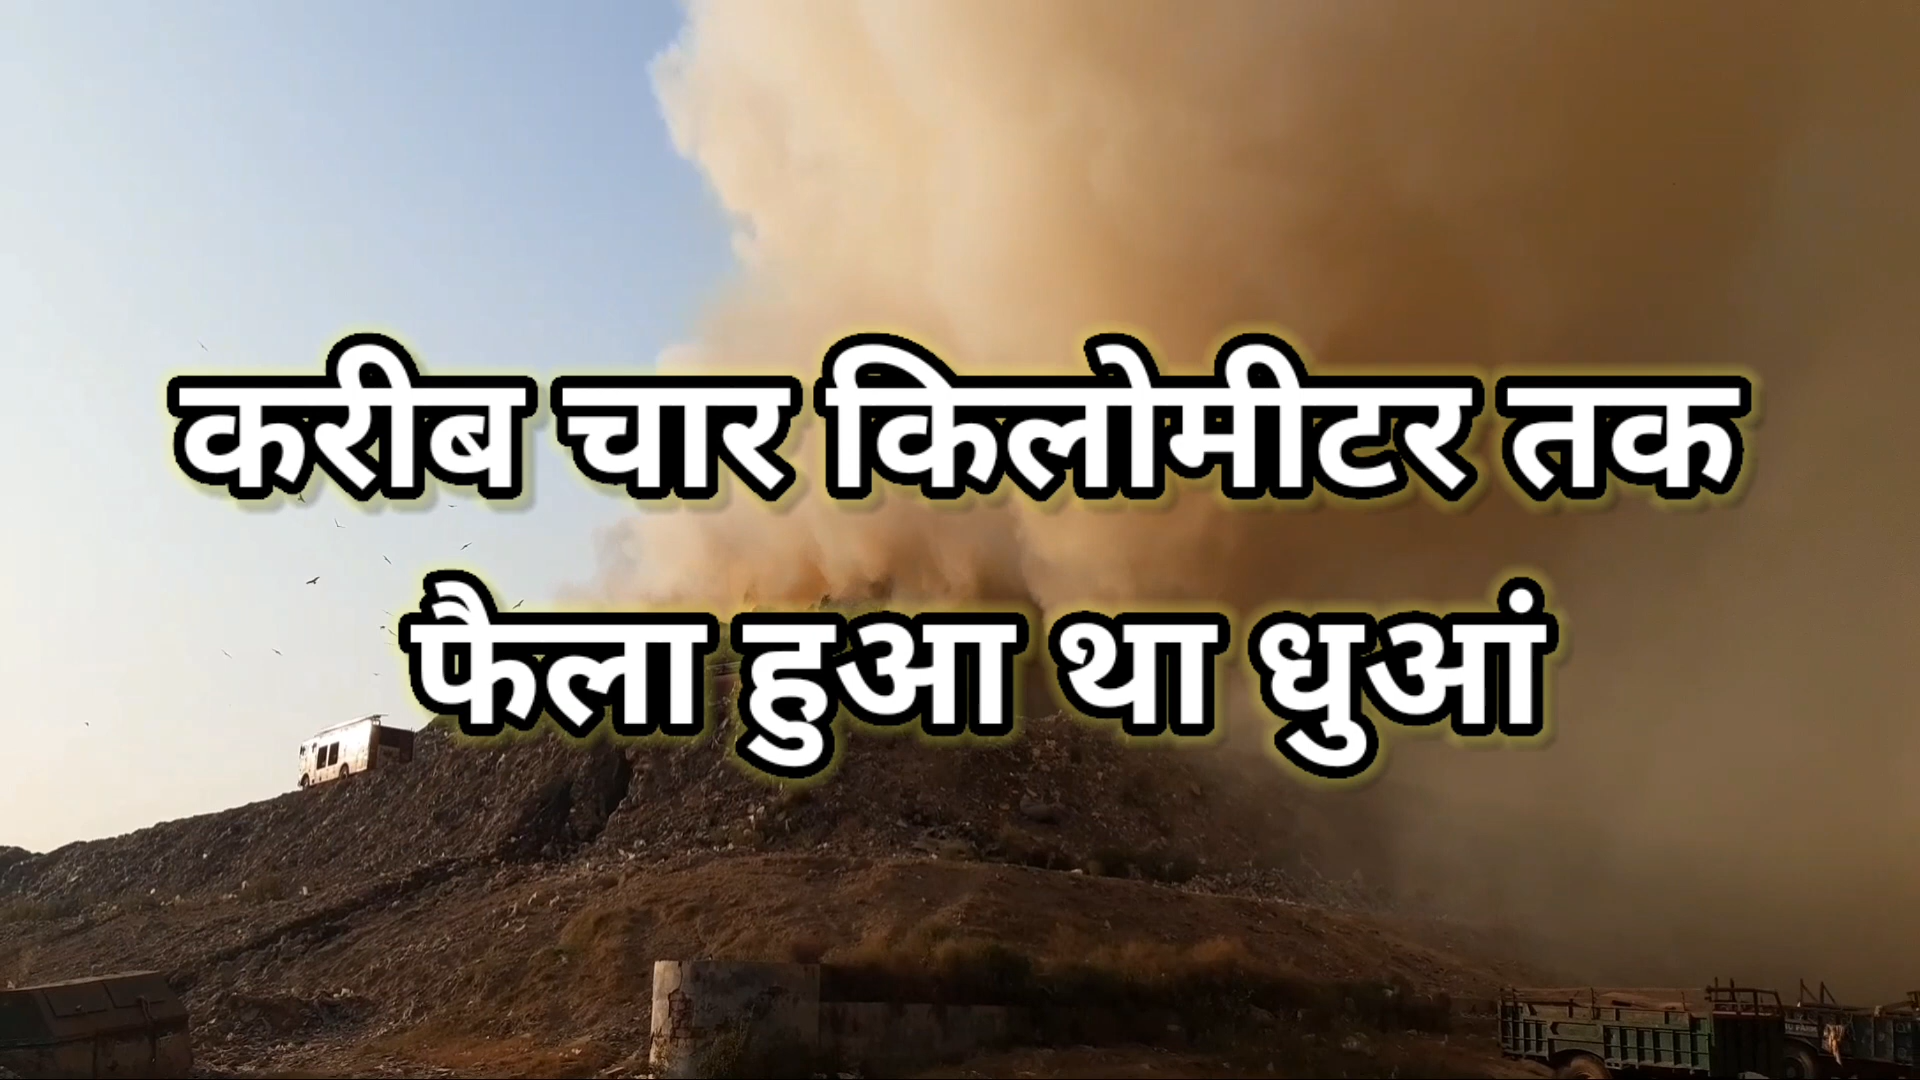 करीब चार किलोमीटर तक
फैला हुआ था धुआं